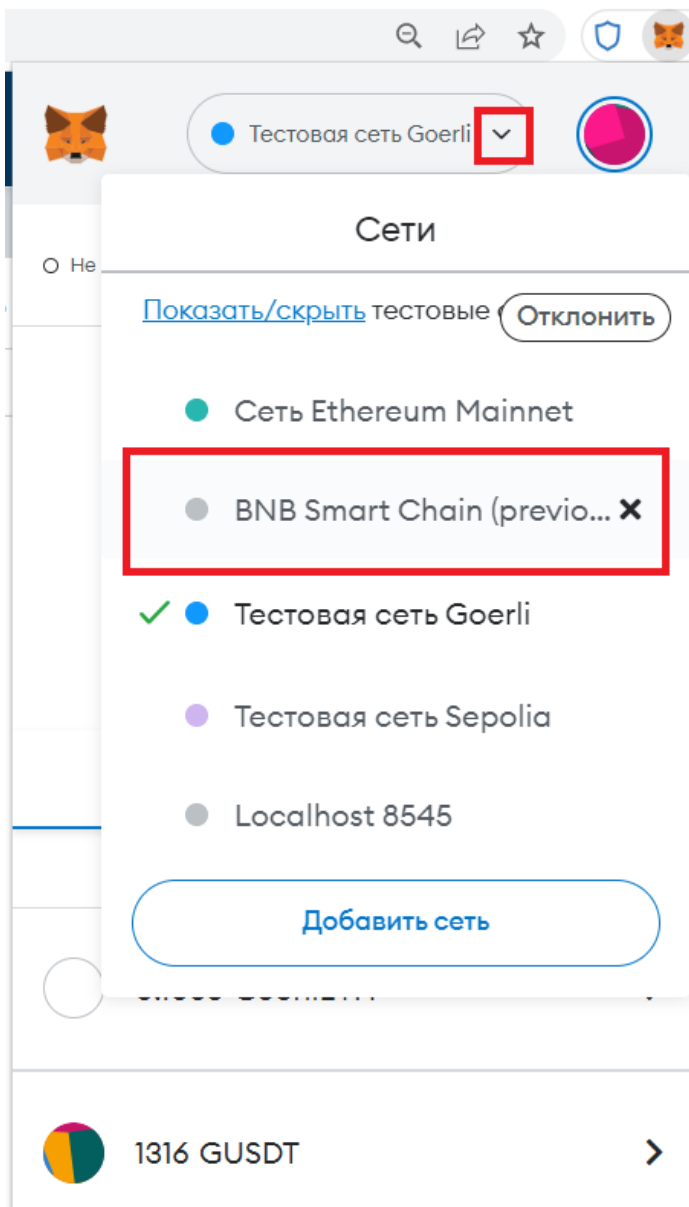 Тестовая сеть Goerli
Сети
Не
Показать/скрыть тестовые
Отклонить
Сеть Ethereum Mainnet
BNB Smart Chain (previo...
Тестовая сеть Goerli
Тестовая сеть Sepolia
Localhost 8545
Добавить сеть
1316 GUSDT